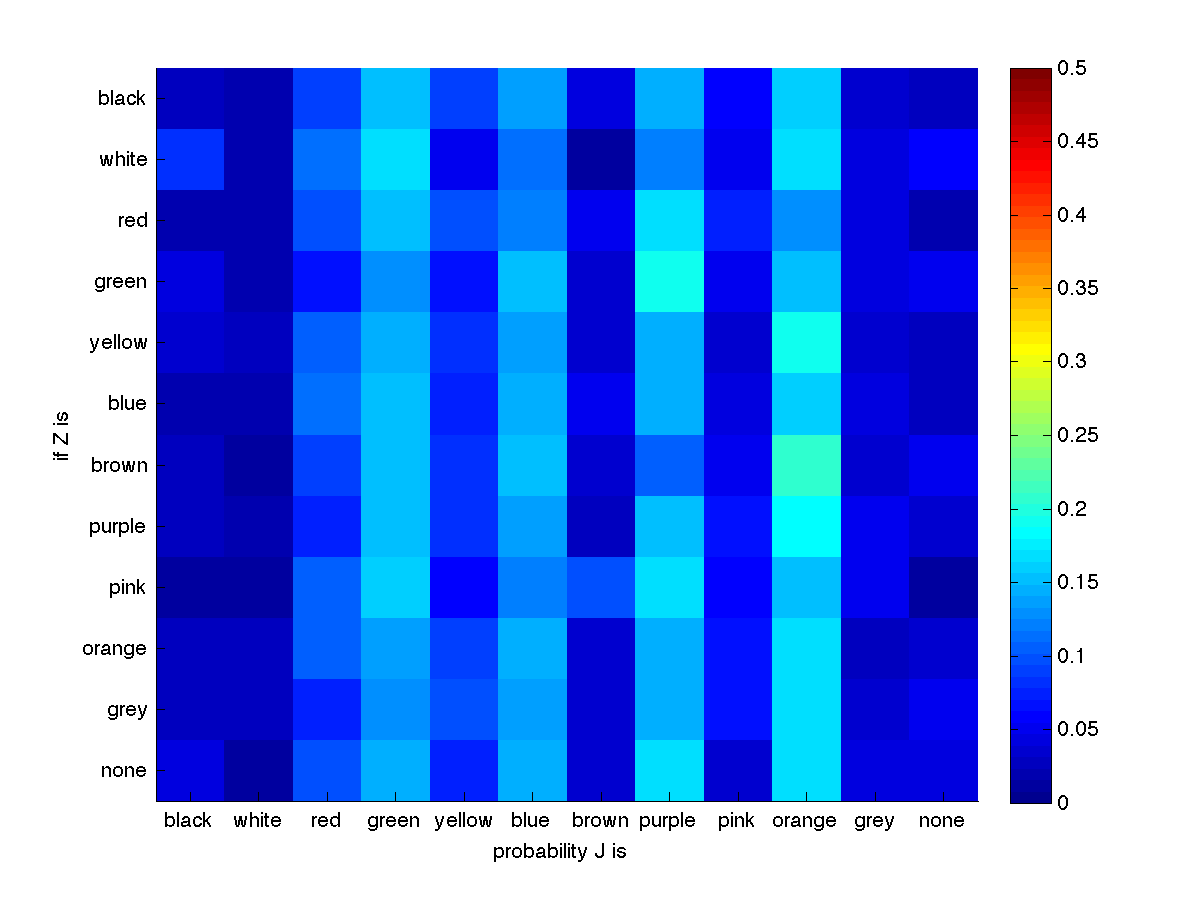 black
white
red
green
yellow
blue
brown
purple
pink
orange
grey
none
if Z is
black white red green yellow blue brown purple pink orange grey none
probability J is
0.5
0.45
0.4
0.35
0.3
0.25
0.2
0.15
0.1
0.05
0